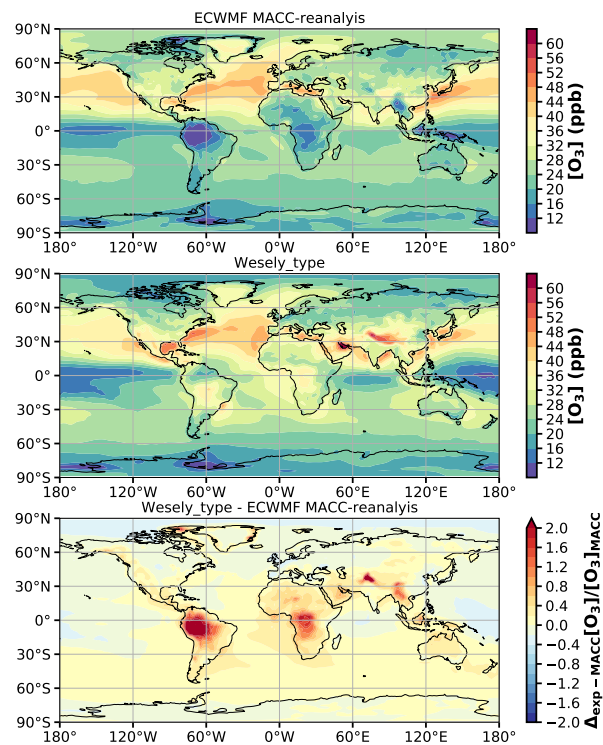 ECWMF MACC-reanalyis
90°N
60°N
30°N
0°
30°S
60°S
90°S
180° 120°W 60°W 0°W 60°E 120°E 180°
60
56
52
48
44
40
36
32
28
24
20
16
12
[O₃] (ppb)
Wesely_type
90°N
60°N
30°N
0°
30°S
60°S
90°S
180° 120°W 60°W 0°W 60°E 120°E 180°
60
56
52
48
44
40
36
32
28
24
20
16
12
[O₃] (ppb)
Wesely_type - ECWMF MACC-reanalyis
90°N
60°N
30°N
0°
30°S
60°S
90°S
180° 120°W 60°W 0°W 60°E 120°E 180°
2.0
1.6
1.2
0.8
0.4
0.0
−0.4
−0.8
−1.2
−1.6
−2.0
Δexp−MACC[O₃]/[O₃]MACC